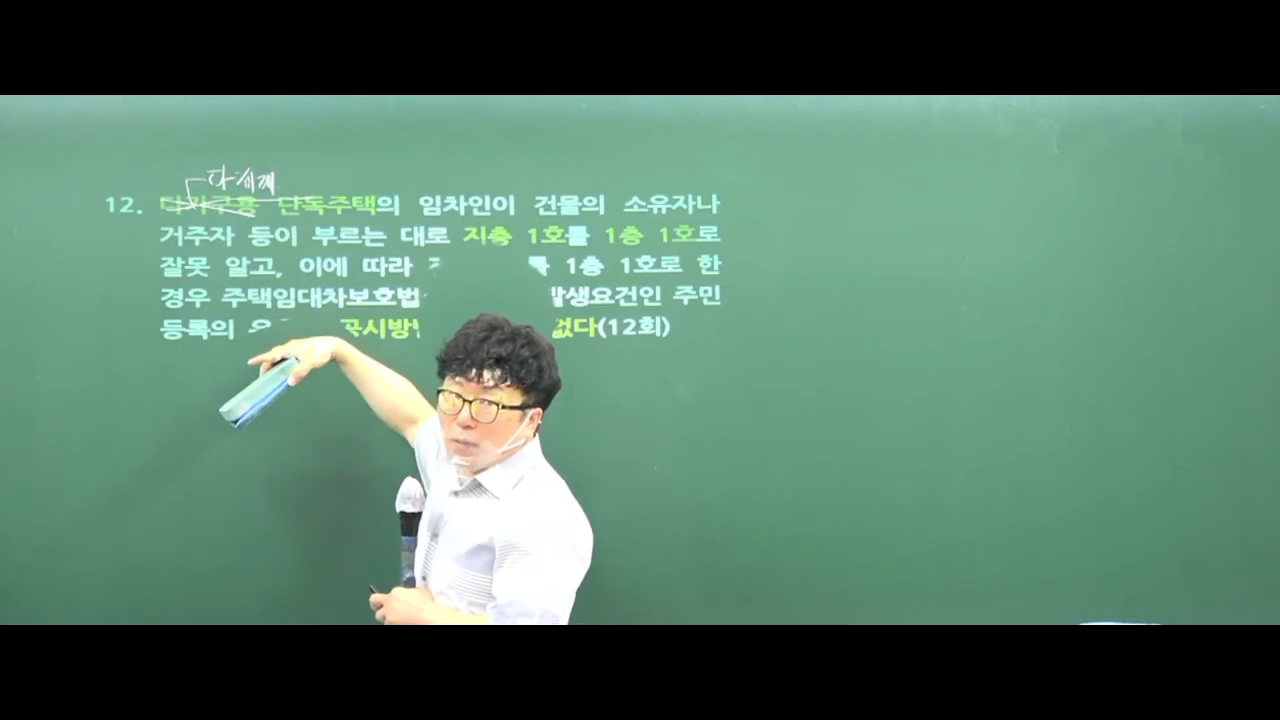 다세대
12. 다가구용 단독주택의 임차인이 건물의 소유자나
거주자 등이 부르는 대로 지층 1호를 1층 1호로
잘못 알고, 이에 따라 를 1층 1호로 한
경우 주택임대차보호법 발생요건인 주민
등록의 공시방 없다(12회)